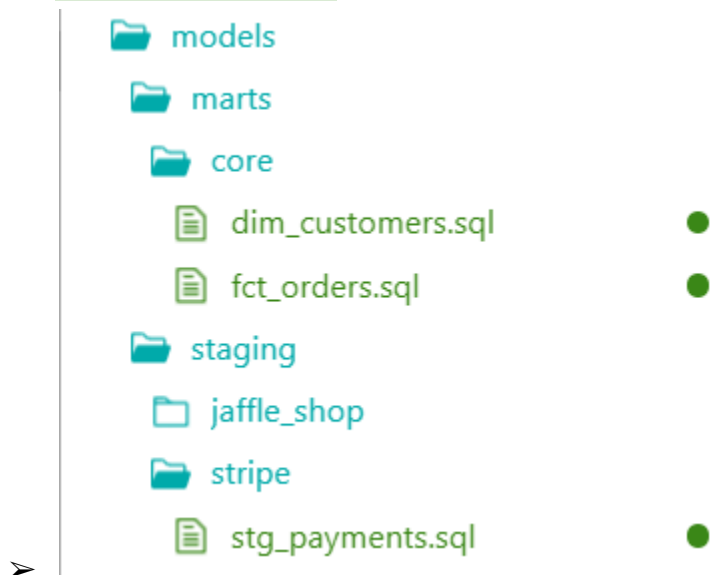 models
marts
core
dim_customers.sql
fct_orders.sql
staging
jaffle_shop
stripe
stg_payments.sql